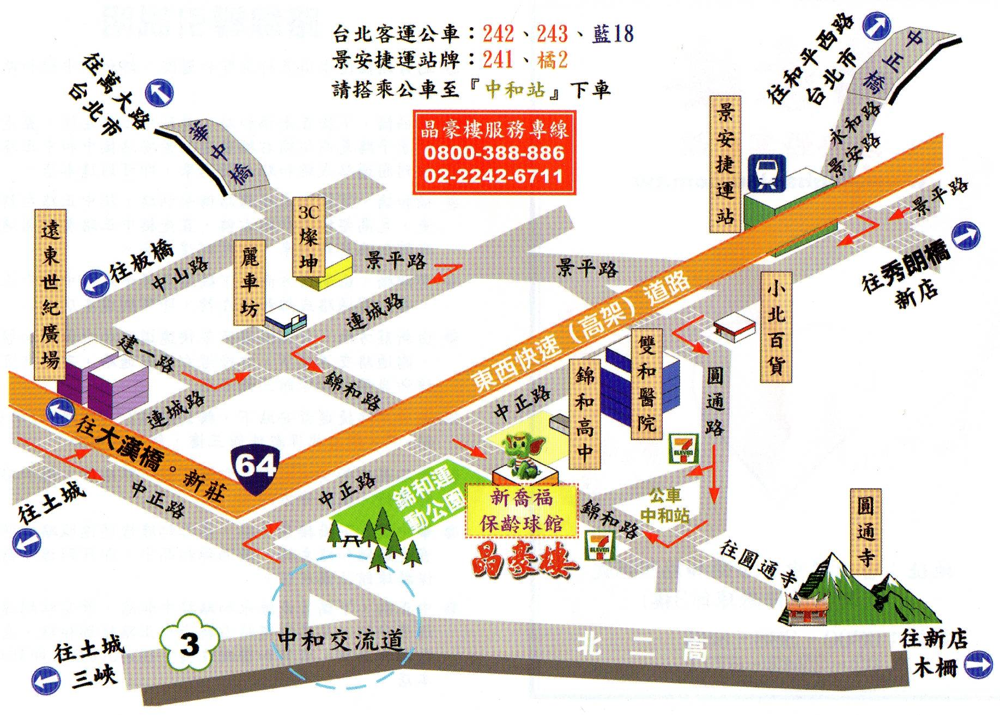 台北客運公車：242、243、藍18
景安捷運站牌：241、橘2
請搭乘公車至『中和站』下車
晶豪樓服務專線
0800-388-886
02-2242-6711
往萬大路
台北市
華中橋
往和平西路
台北市
中正橋
永和路
景安路
景安捷運站
景平路
往秀朗橋
新店
3C燦坤
遠東世紀廣場
往板橋
中山路
麗車坊
景平路
景平路
小北百貨
連城路
東西快速（高架）道路
建一路
連城路
錦和路
中正路
錦和高中
雙和醫院
圓通路
往大漢橋。新莊
64
往土城
中正路
中正路
錦和運
動公園
7
ELEVEN
新喬福
保齡球館
晶豪樓
錦和路
公車
中和站
7
ELEVEN
往圓通寺
圓通寺
往土城
三峽
3
中和交流道
北二高
往新店
木柵